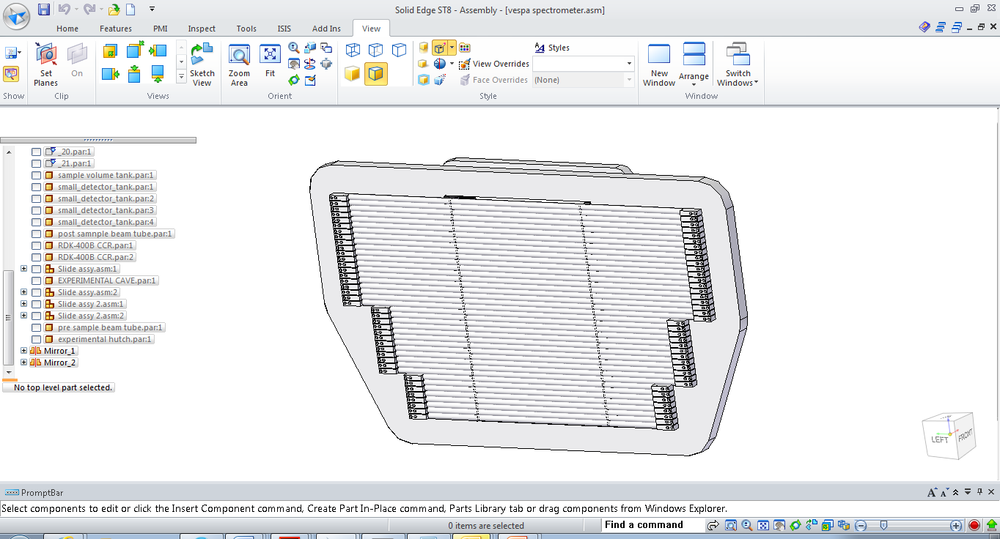 Solid Edge ST8 - Assembly - [vespa spectrometer.asm]
Home Features PMI Inspect Tools ISIS Add Ins View
Set Planes
On
Sketch View
Zoom Area
Fit
Styles
View Overrides
Face Overrides (None)
New Window
Arrange
Switch Windows
Show Clip Views Orient Style Window
_20.par:1
_21.par:1
sample volume tank.par:1
small_detector_tank.par:1
small_detector_tank.par:2
small_detector_tank.par:3
small_detector_tank.par:4
post samnple beam tube.par:1
RDK-400B CCR.par:1
RDK-400B CCR.par:2
Slide assy.asm:1
EXPERIMENTAL CAVE.par:1
Slide assy.asm:2
Slide assy 2.asm:1
Slide assy 2.asm:2
pre sample beam tube.par:1
experimental hutch.par:1
Mirror_1
Mirror_2
No top level part selected.
LEFT FRONT
PromptBar
Select components to edit or click the Insert Component command, Create Part In-Place command, Parts Library tab or drag components from Windows Explorer.
0 items are selected
Find a command